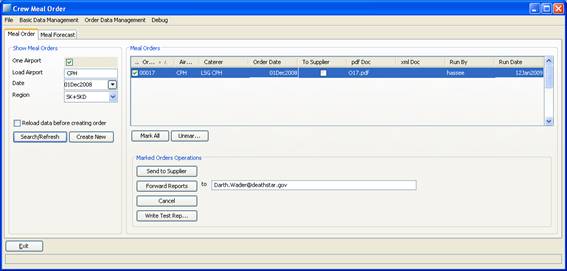 Crew Meal Order
File Basic Data Management Order Data Management Debug
Meal Order Meal Forecast
Show Meal Orders
One Airport
Load Airport CPH
Date 01Dec2008
Region SK+SKD
Reload data before creating order
Search/Refresh Create New
Meal Orders
... Or... Air... Caterer Order Date To Supplier pdf Doc xml Doc Run By Run Date
00017 CPH LSG CPH 01Dec2008 O17.pdf hassee 12Jan2009
Mark All Unmar...
Marked Orders Operations
Send to Supplier
Forward Reports to Darth.Wader@deathstar.gov
Cancel
Write Test Rep...
Exit